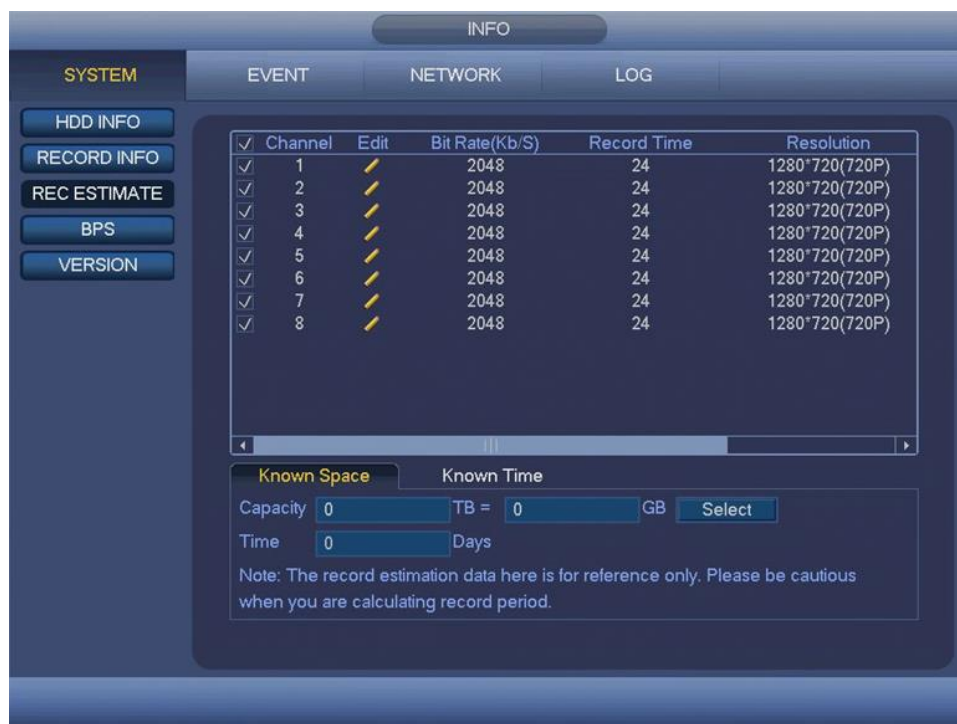 INFO
SYSTEM EVENT NETWORK LOG
HDD INFO
RECORD INFO
REC ESTIMATE
BPS
VERSION
Channel Edit Bit Rate(Kb/S) Record Time Resolution
1 2048 24 1280*720(720P)
2 2048 24 1280*720(720P)
3 2048 24 1280*720(720P)
4 2048 24 1280*720(720P)
5 2048 24 1280*720(720P)
6 2048 24 1280*720(720P)
7 2048 24 1280*720(720P)
8 2048 24 1280*720(720P)
Known Space Known Time
Capacity 0 TB = 0 GB Select
Time 0 Days
Note: The record estimation data here is for reference only. Please be cautious
when you are calculating record period.